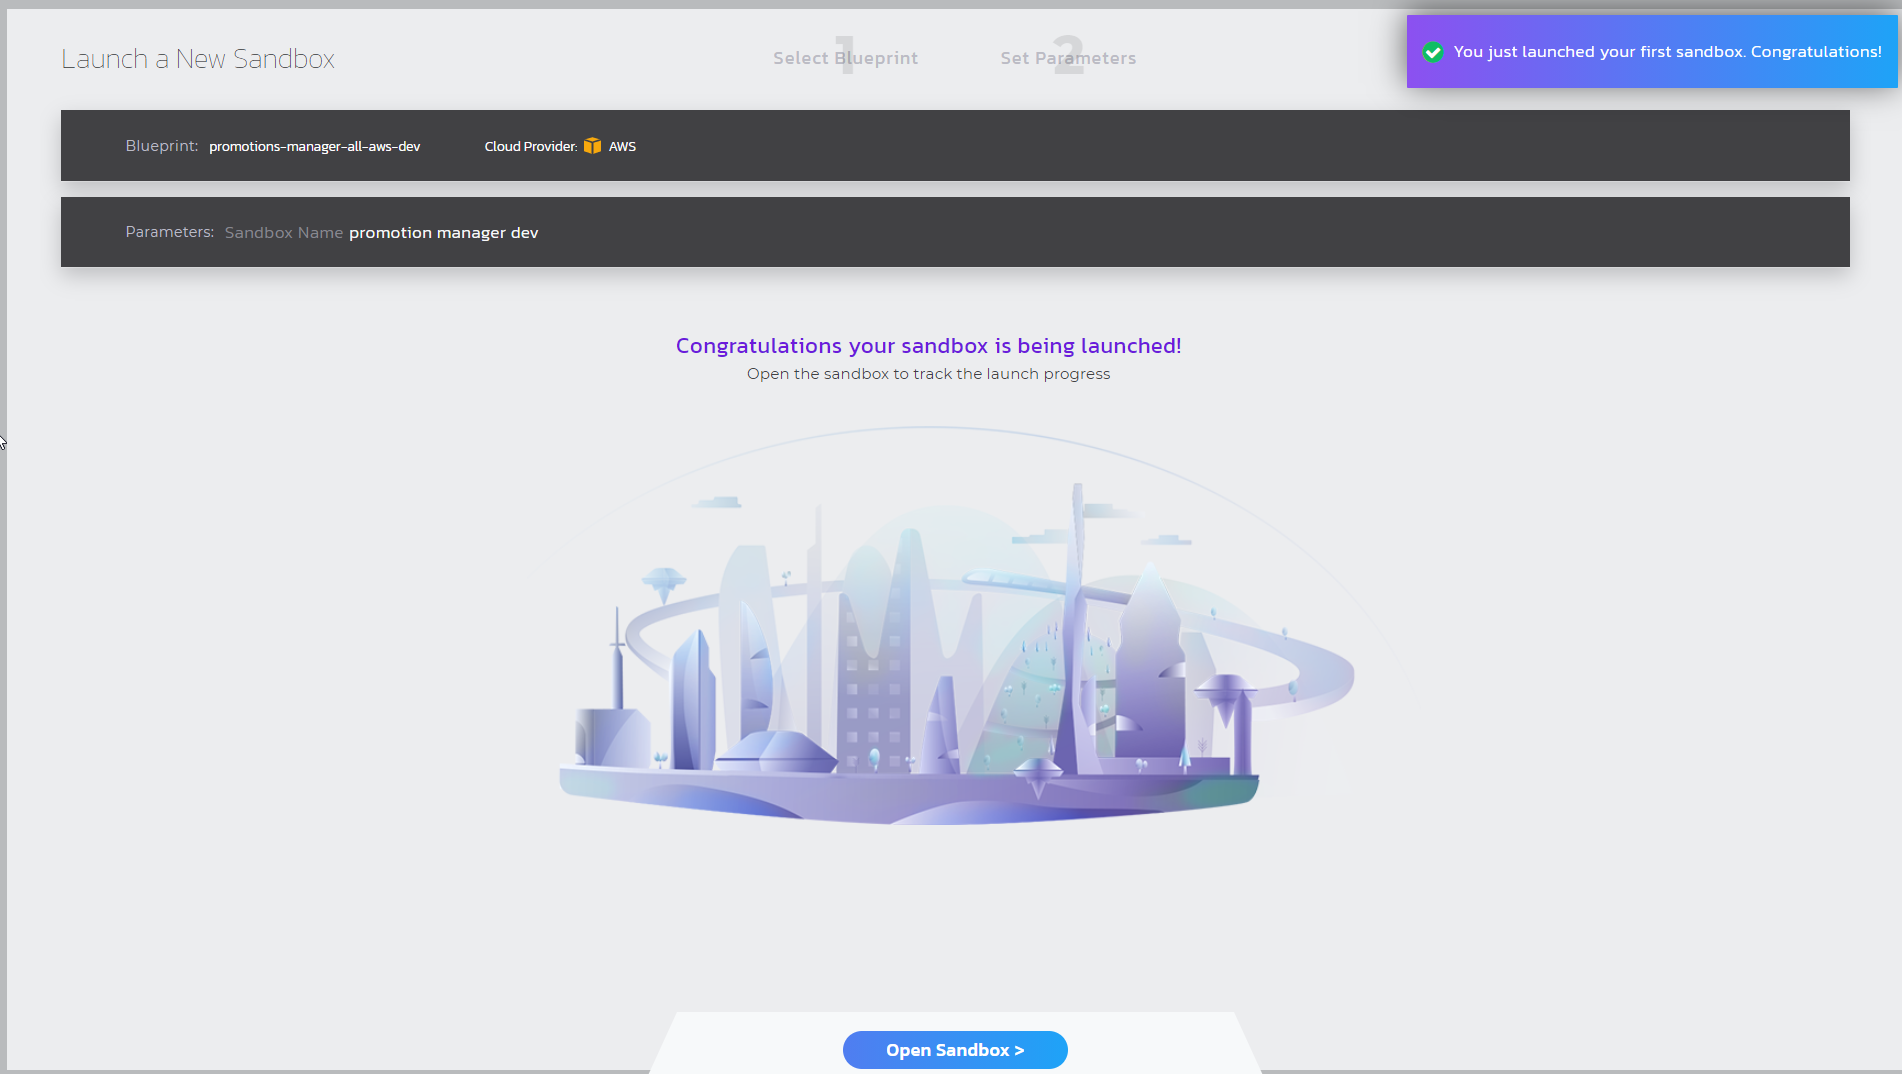 Launch a New Sandbox
1
Select Blueprint
2
Set Parameters
You just launched your first sandbox. Congratulations!
Blueprint: promotions-manager-all-aws-dev Cloud Provider: AWS
Parameters: Sandbox Name promotion manager dev
Congratulations your sandbox is being launched!
Open the sandbox to track the launch progress
Open Sandbox >